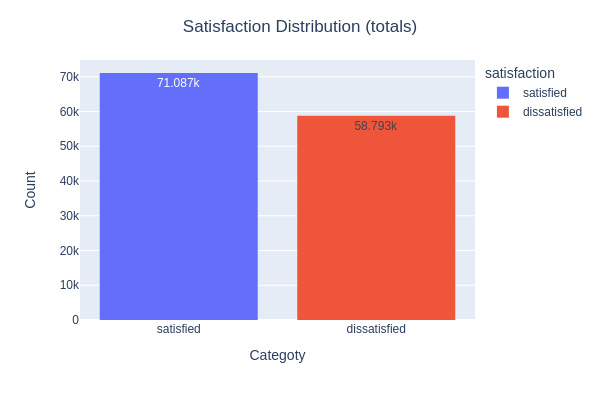 Satisfaction Distribution (totals)
satisfaction
satisfied
dissatisfied
71.087k
58.793k
Count
70k
60k
50k
40k
30k
20k
10k
0
satisfied
dissatisfied
Categoty